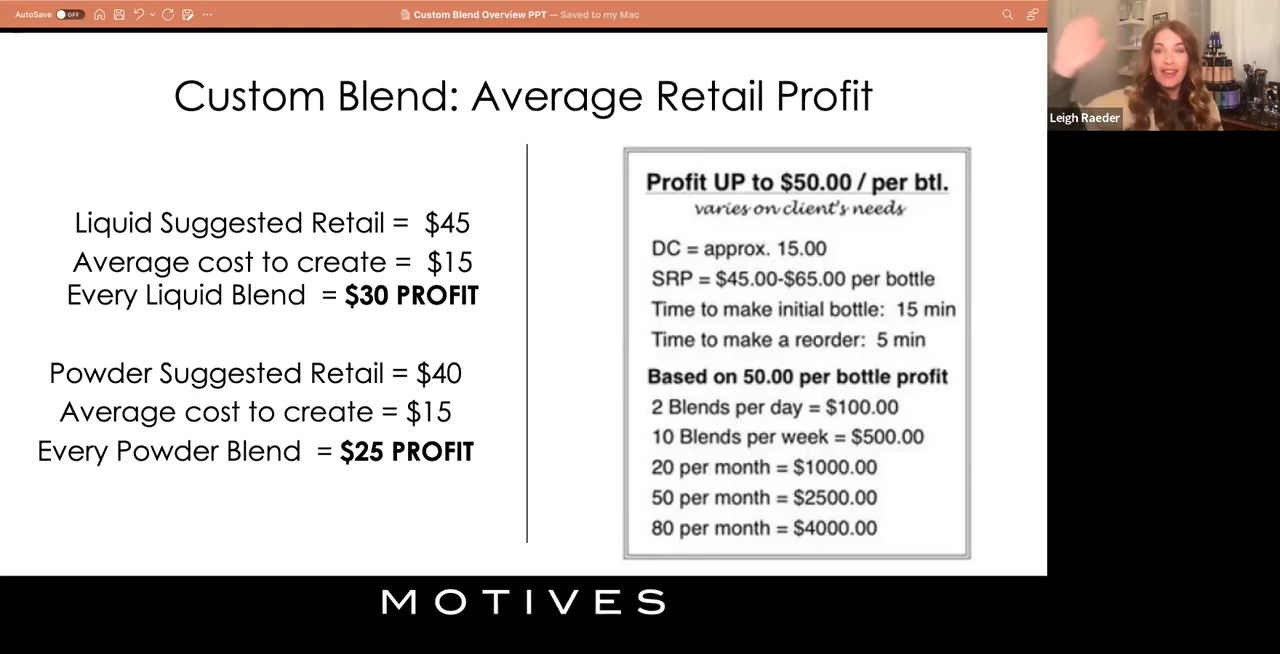 AutoSave OFF
Custom Blend Overview PPT — Saved to my Mac
Leigh Raeder
Custom Blend: Average Retail Profit
Liquid Suggested Retail = $45
Average cost to create = $15
Every Liquid Blend = $30 PROFIT
Powder Suggested Retail = $40
Average cost to create = $15
Every Powder Blend = $25 PROFIT
Profit UP to $50.00 / per btl.
varies on client's needs
DC = approx. 15.00
SRP = $45.00-$65.00 per bottle
Time to make initial bottle: 15 min
Time to make a reorder: 5 min
Based on 50.00 per bottle profit
2 Blends per day = $100.00
10 Blends per week = $500.00
20 per month = $1000.00
50 per month = $2500.00
80 per month = $4000.00
MOTIVES